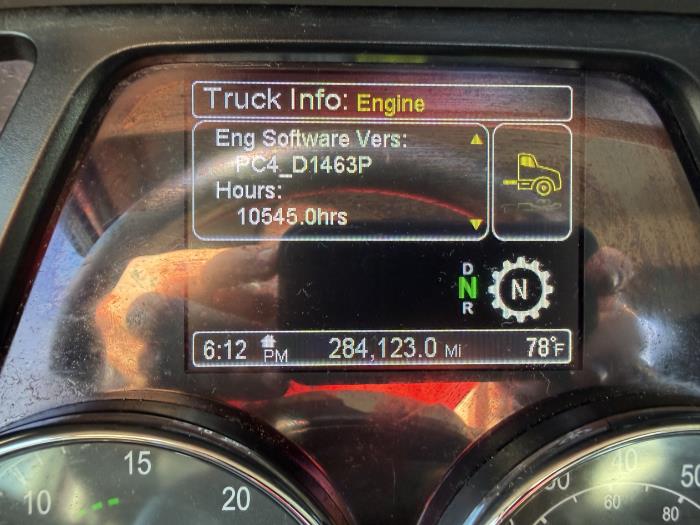 Truck Info: Engine
Eng Software Vers:
PC4_D1463P
Hours:
10545.0hrs
D
N
R
N
6:12 PM 284,123.0 Mi 78°F
10 15 20
40 50
60 80